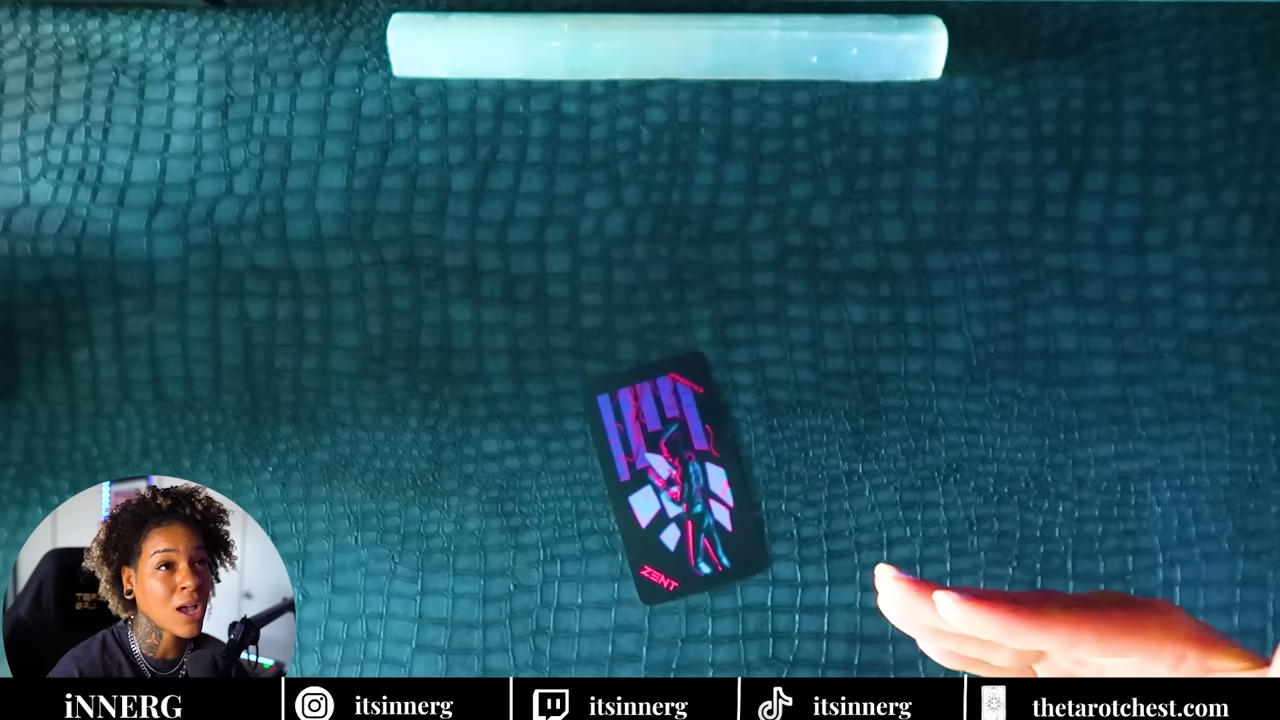 ZENT
iNNERG
itsinnerg
itsinnerg
itsinnerg
thetarotchest.com